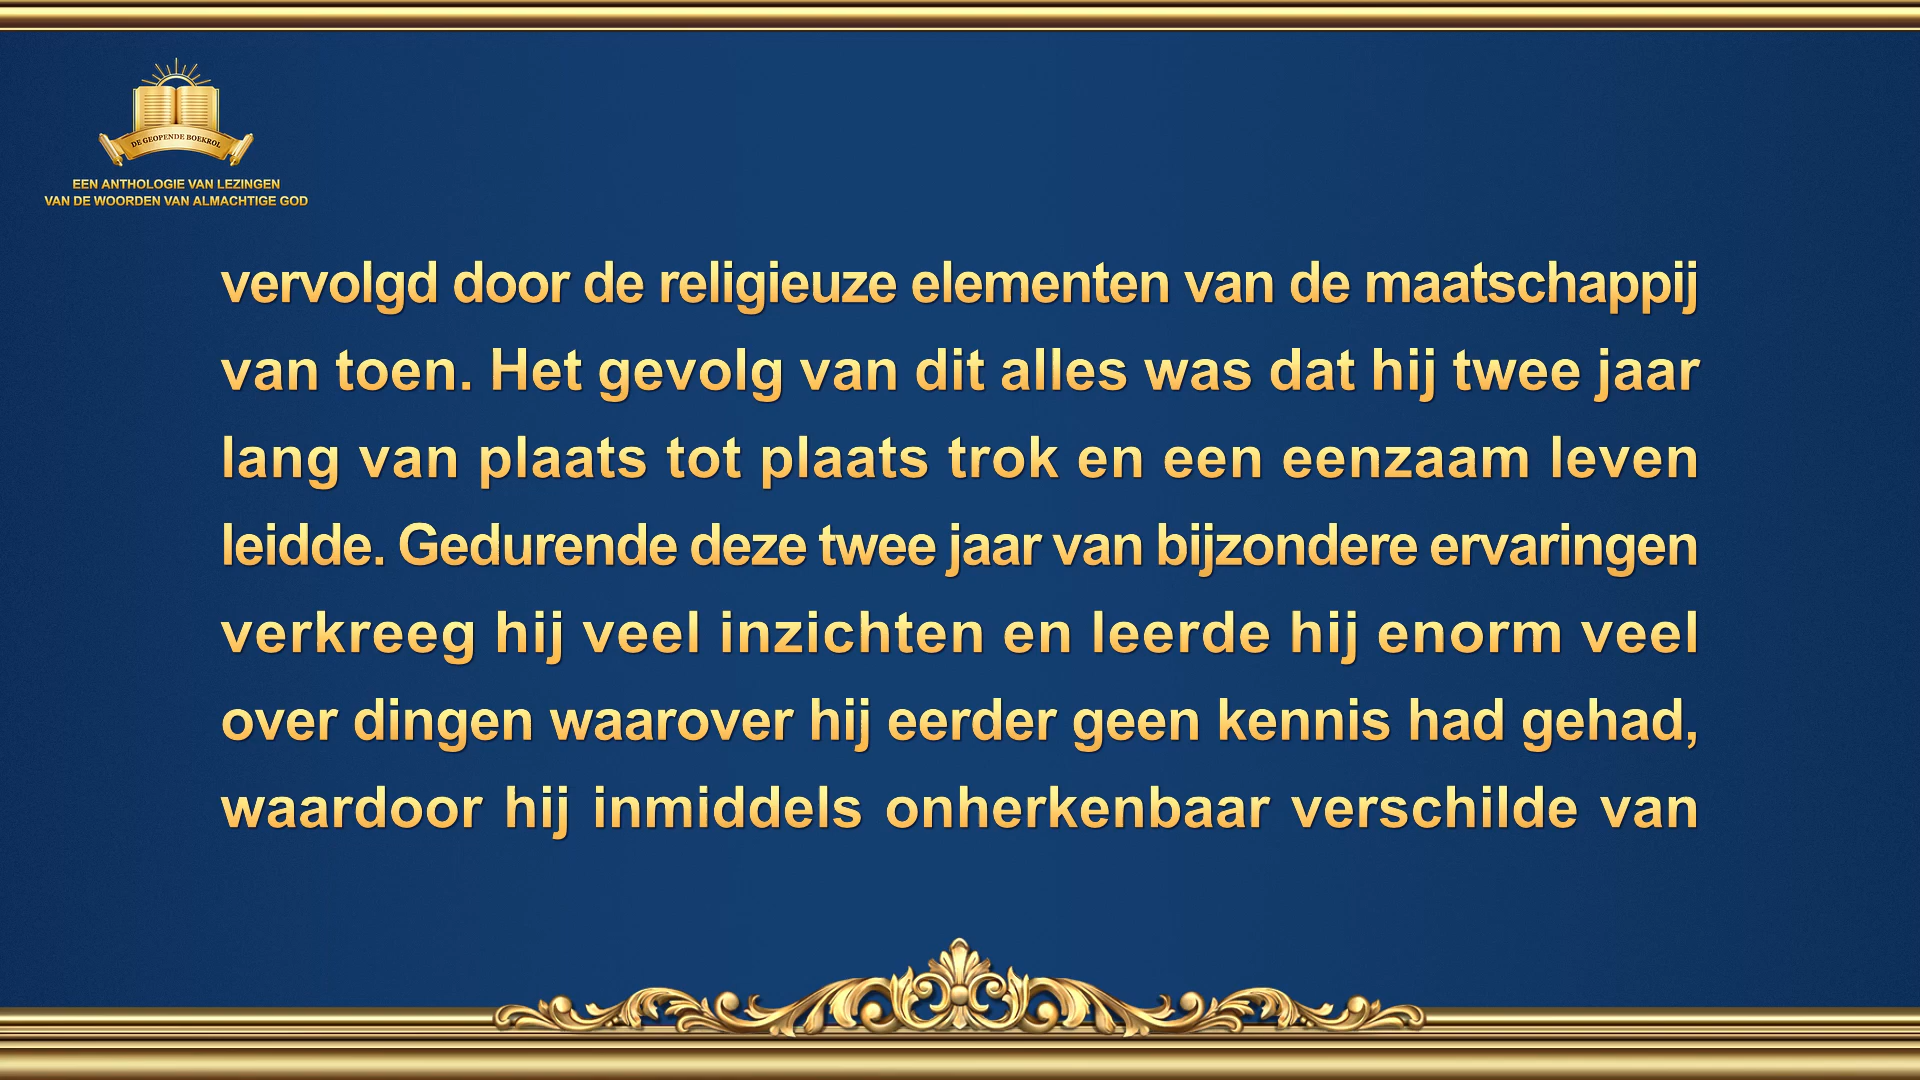 DE GEOPENDE BOEKROL
EEN ANTHOLOGIE VAN LEZINGEN
VAN DE WOORDEN VAN ALMACHTIGE GOD
vervolgd door de religieuze elementen van de maatschappij
van toen. Het gevolg van dit alles was dat hij twee jaar
lang van plaats tot plaats trok en een eenzaam leven
leidde. Gedurende deze twee jaar van bijzondere ervaringen
verkreeg hij veel inzichten en leerde hij enorm veel
over dingen waarover hij eerder geen kennis had gehad,
waardoor hij inmiddels onherkenbaar verschilde van